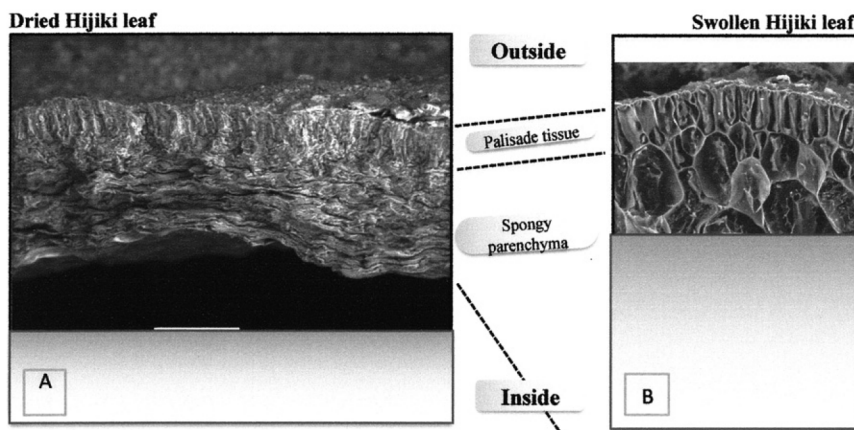 Dried Hijiki leaf
Swollen Hijiki leaf
Outside
Palisade tissue
Spongy
parenchyma
Inside
A
B